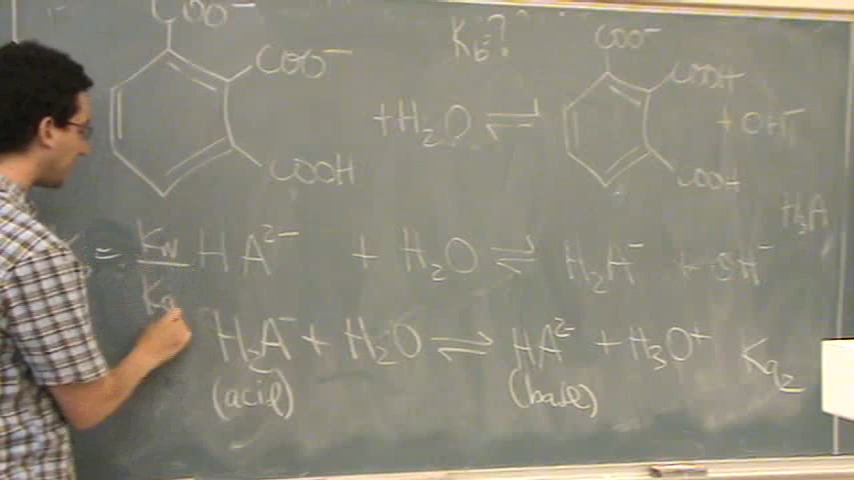 COO⁻ Kb? COO⁻
COO⁻ COOH
+ H₂O ⇌ + OH⁻
COOH COOH
H₃A
= Kw HA²⁻ + H₂O ⇌ H₂A⁻ + OH⁻
Ka
H₂A⁻ + H₂O ⇌ HA²⁻ + H₃O⁺ Ka₂
(acid) (base)